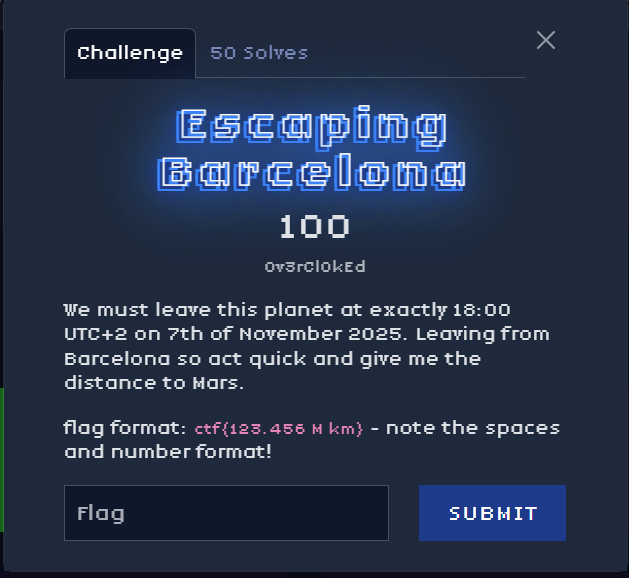 Challenge
50 Solves
Escaping
Barcelona
100
0v3rCl0kEd
We must leave this planet at exactly 18:00
UTC+2 on 7th of November 2025. Leaving from
Barcelona so act quick and give me the
distance to Mars.
flag format: ctf{123.456 M km} - note the spaces
and number format!
Flag
SUBMIT